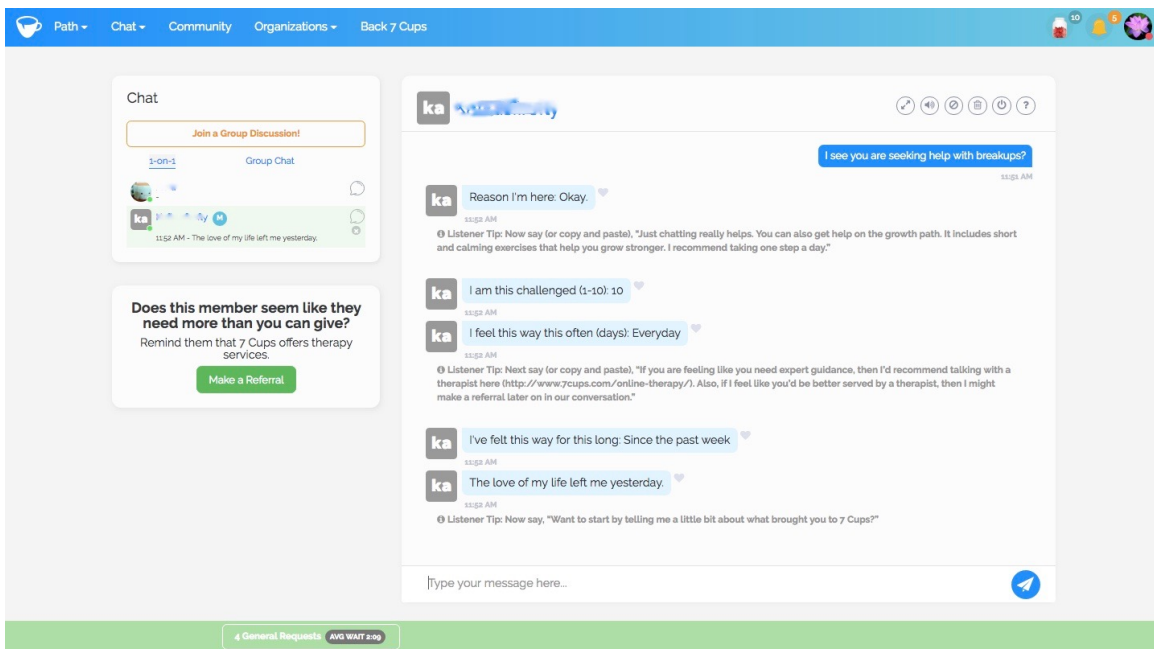 Path
Chat
Community
Organizations
Back 7 Cups
10
5
Chat
Join a Group Discussion!
1-on-1
Group Chat
ka
11:52 AM - The love of my life left me yesterday.
M
Does this member seem like they
need more than you can give?
Remind them that 7 Cups offers therapy
services.
Make a Referral
ka
?
I see you are seeking help with breakups?
11:51 AM
ka
Reason I'm here: Okay.
11:52 AM
Listener Tip: Now say (or copy and paste), "Just chatting really helps. You can also get help on the growth path. It includes short
and calming exercises that help you grow stronger. I recommend taking one step a day."
ka
I am this challenged (1-10): 10
11:52 AM
ka
I feel this way this often (days): Everyday
11:52 AM
Listener Tip: Next say (or copy and paste), "If you are feeling like you need expert guidance, then I'd recommend talking with a
therapist here (http://www.7cups.com/online-therapy/). Also, if I feel like you'd be better served by a therapist, then I might
make a referral later on in our conversation."
ka
I've felt this way for this long: Since the past week
11:52 AM
ka
The love of my life left me yesterday.
11:52 AM
Listener Tip: Now say, "Want to start by telling me a little bit about what brought you to 7 Cups?"
Type your message here...
4 General Requests AVG WAIT 2:09